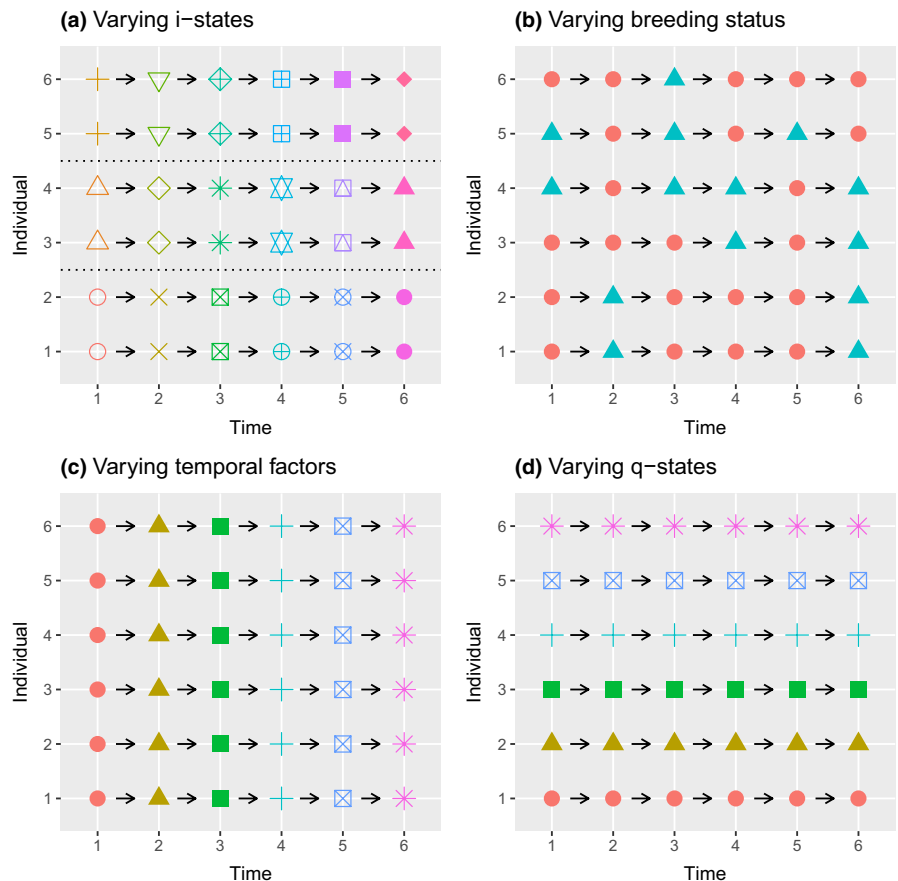 (a) Varying i−states
6
5
4
3
2
1
Individual
1 2 3 4 5 6
Time
(b) Varying breeding status
6
5
4
3
2
1
Individual
1 2 3 4 5 6
Time
(c) Varying temporal factors
6
5
4
3
2
1
Individual
1 2 3 4 5 6
Time
(d) Varying q−states
6
5
4
3
2
1
Individual
1 2 3 4 5 6
Time